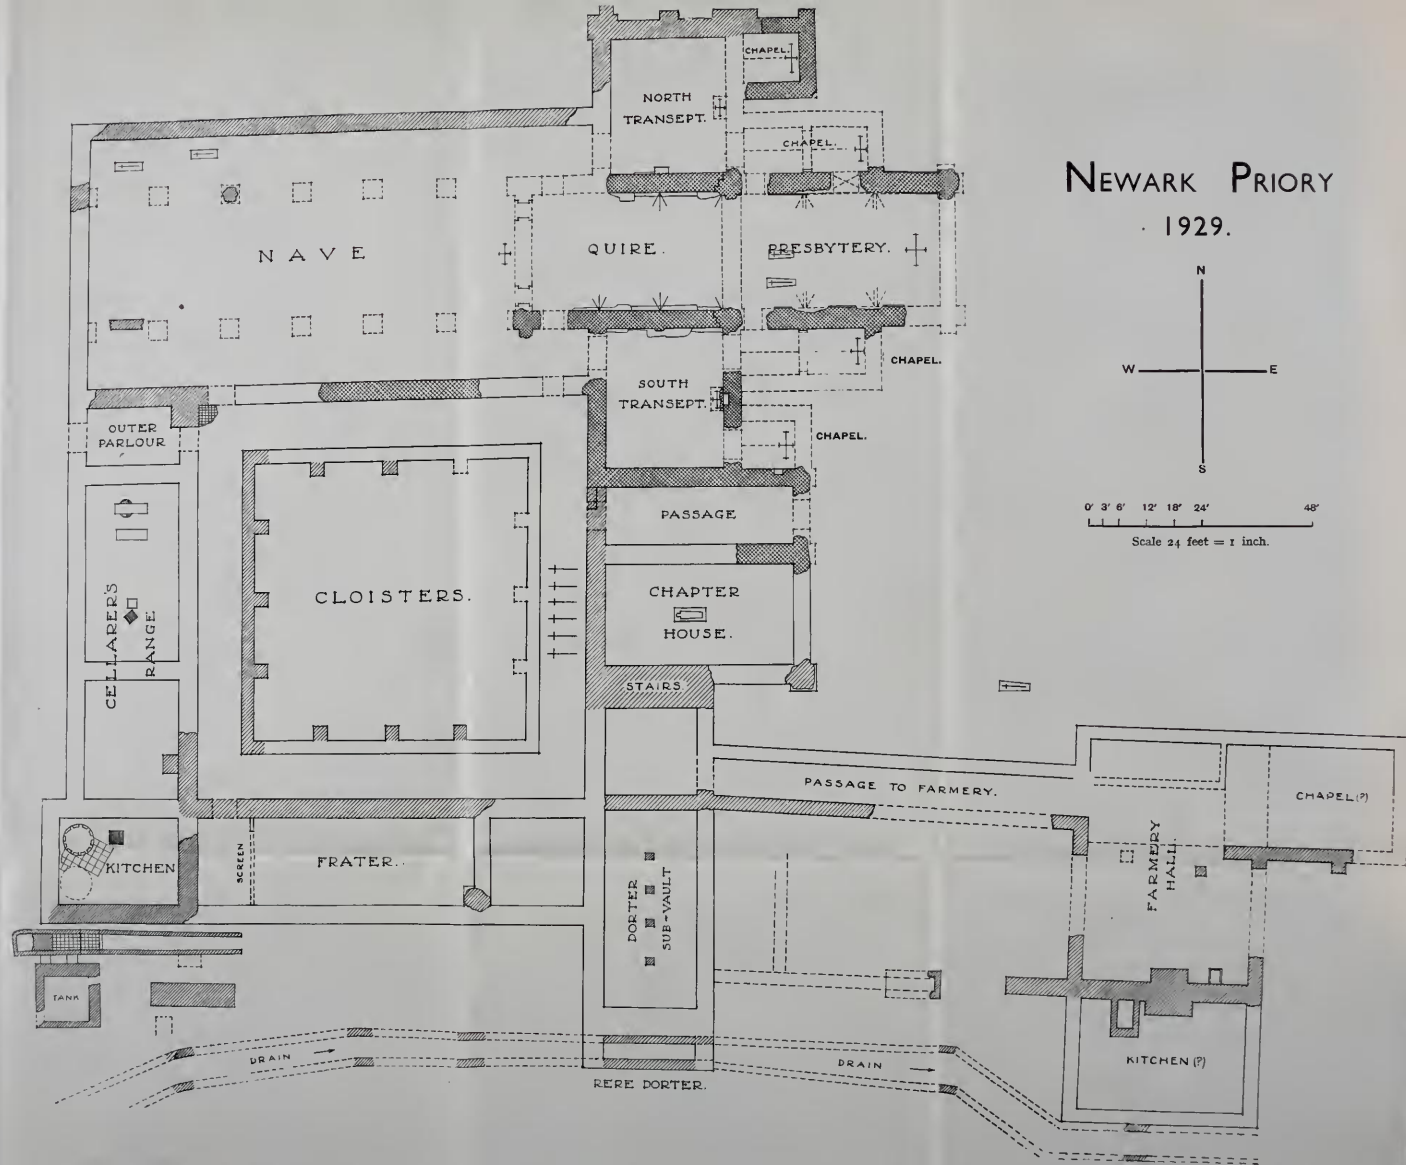 NEWARK PRIORY
1929.
N
W
E
S
0' 3' 6' 12' 18' 24' 48'
Scale 24 feet = 1 inch.
CHAPEL.
NORTH
TRANSEPT.
CHAPEL.
NAVE
QUIRE.
PRESBYTERY.
CHAPEL.
SOUTH
TRANSEPT.
CHAPEL.
OUTER
PARLOUR
PASSAGE
CLOISTERS.
CHAPTER
HOUSE.
CELLARER'S
RANGE
STAIRS.
PASSAGE TO FARMERY.
CHAPEL (?)
KITCHEN
SCREEN
FRATER.
DORTER
SUB-VAULT
FARMERY
HALL.
TANK
DRAIN
RERE DORTER.
DRAIN
KITCHEN (?)